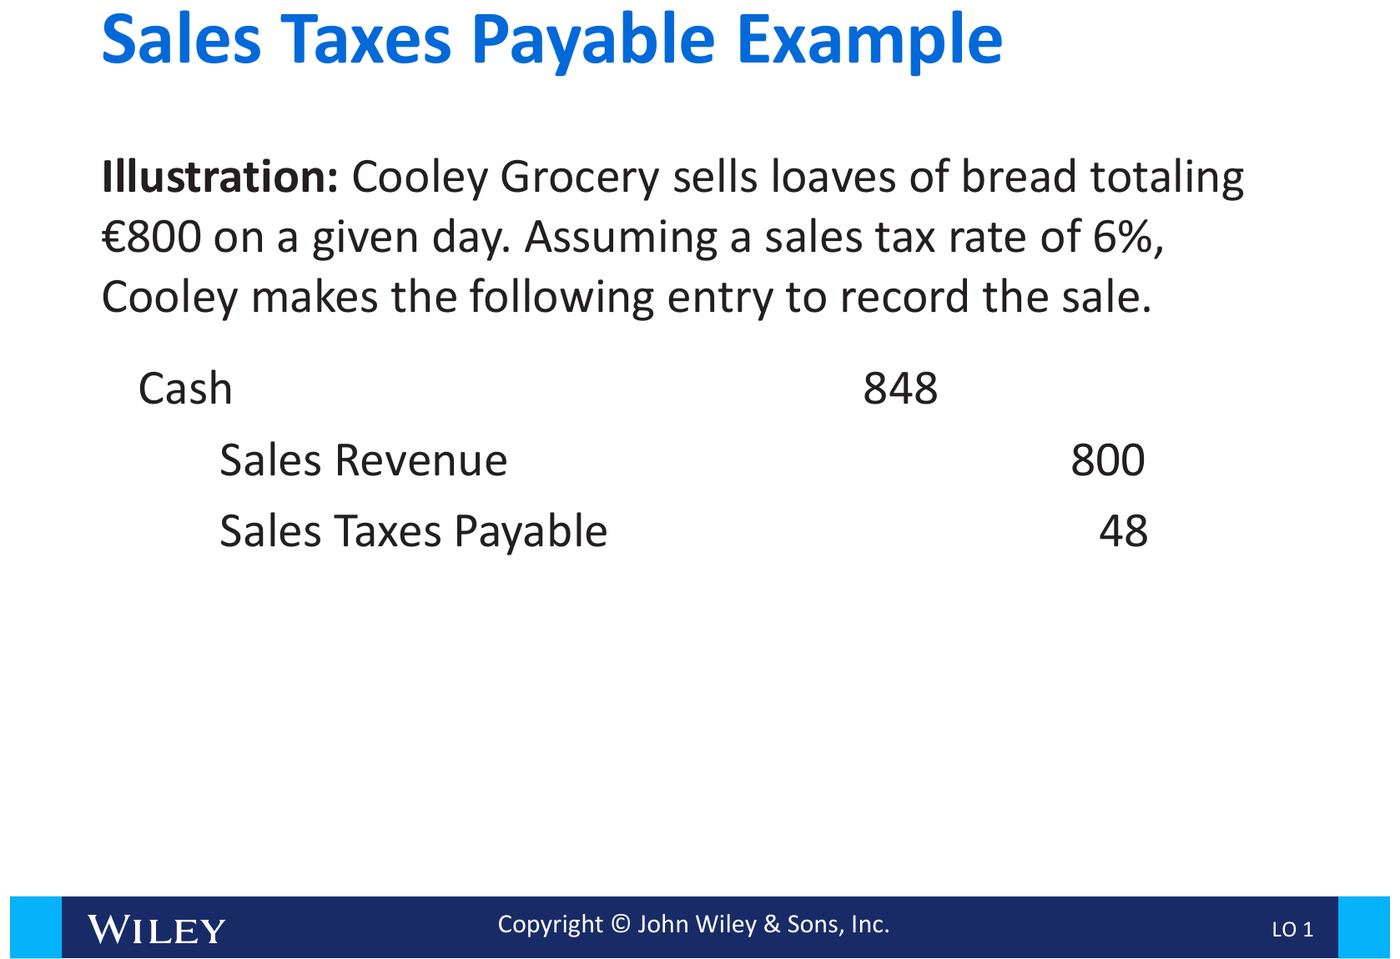 Sales Taxes Payable Example
Illustration: Cooley Grocery sells loaves of bread totaling
€800 on a given day. Assuming a sales tax rate of 6%,
Cooley makes the following entry to record the sale.
Cash 848
Sales Revenue 800
Sales Taxes Payable 48
WILEY Copyright © John Wiley & Sons, Inc. LO 1